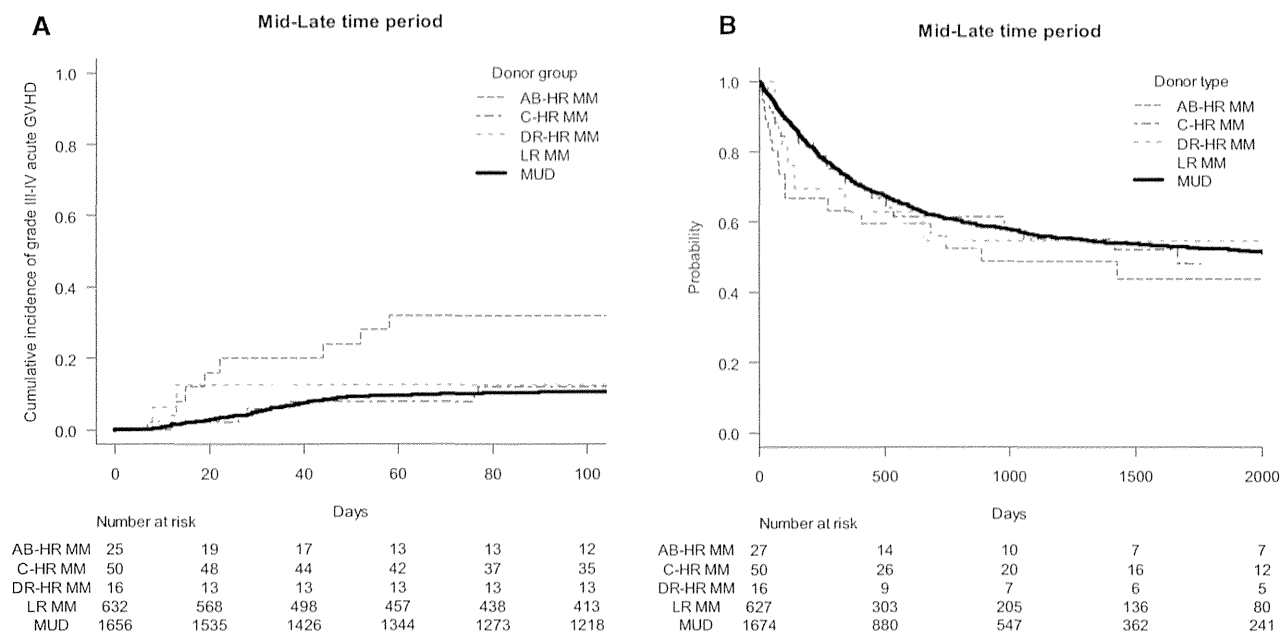 A
Mid-Late time period
Cumulative incidence of grade III-IV acute GVHD
1.0
0.8
0.6
0.4
0.2
0.0
Donor group
AB-HR MM
C-HR MM
DR-HR MM
LR MM
MUD
0 20 40 60 80 100
Days
Number at risk
AB-HR MM 25 19 17 13 13 12
C-HR MM 50 48 44 42 37 35
DR-HR MM 16 13 13 13 13 13
LR MM 632 568 498 457 438 413
MUD 1656 1535 1426 1344 1273 1218
B
Mid-Late time period
Probability
1.0
0.8
0.6
0.4
0.2
0.0
Donor type
AB-HR MM
C-HR MM
DR-HR MM
LR MM
MUD
0 500 1000 1500 2000
Days
Number at risk
AB-HR MM 27 14 10 7 7
C-HR MM 50 26 20 16 12
DR-HR MM 16 9 7 6 5
LR MM 627 303 205 136 80
MUD 1674 880 547 362 241